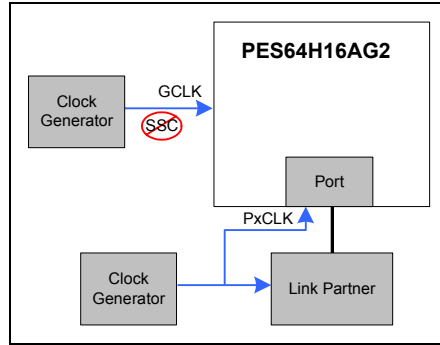 PES64H16AG2
Clock
Generator
GCLK
SSC
Port
PxCLK
Clock
Generator
Link Partner